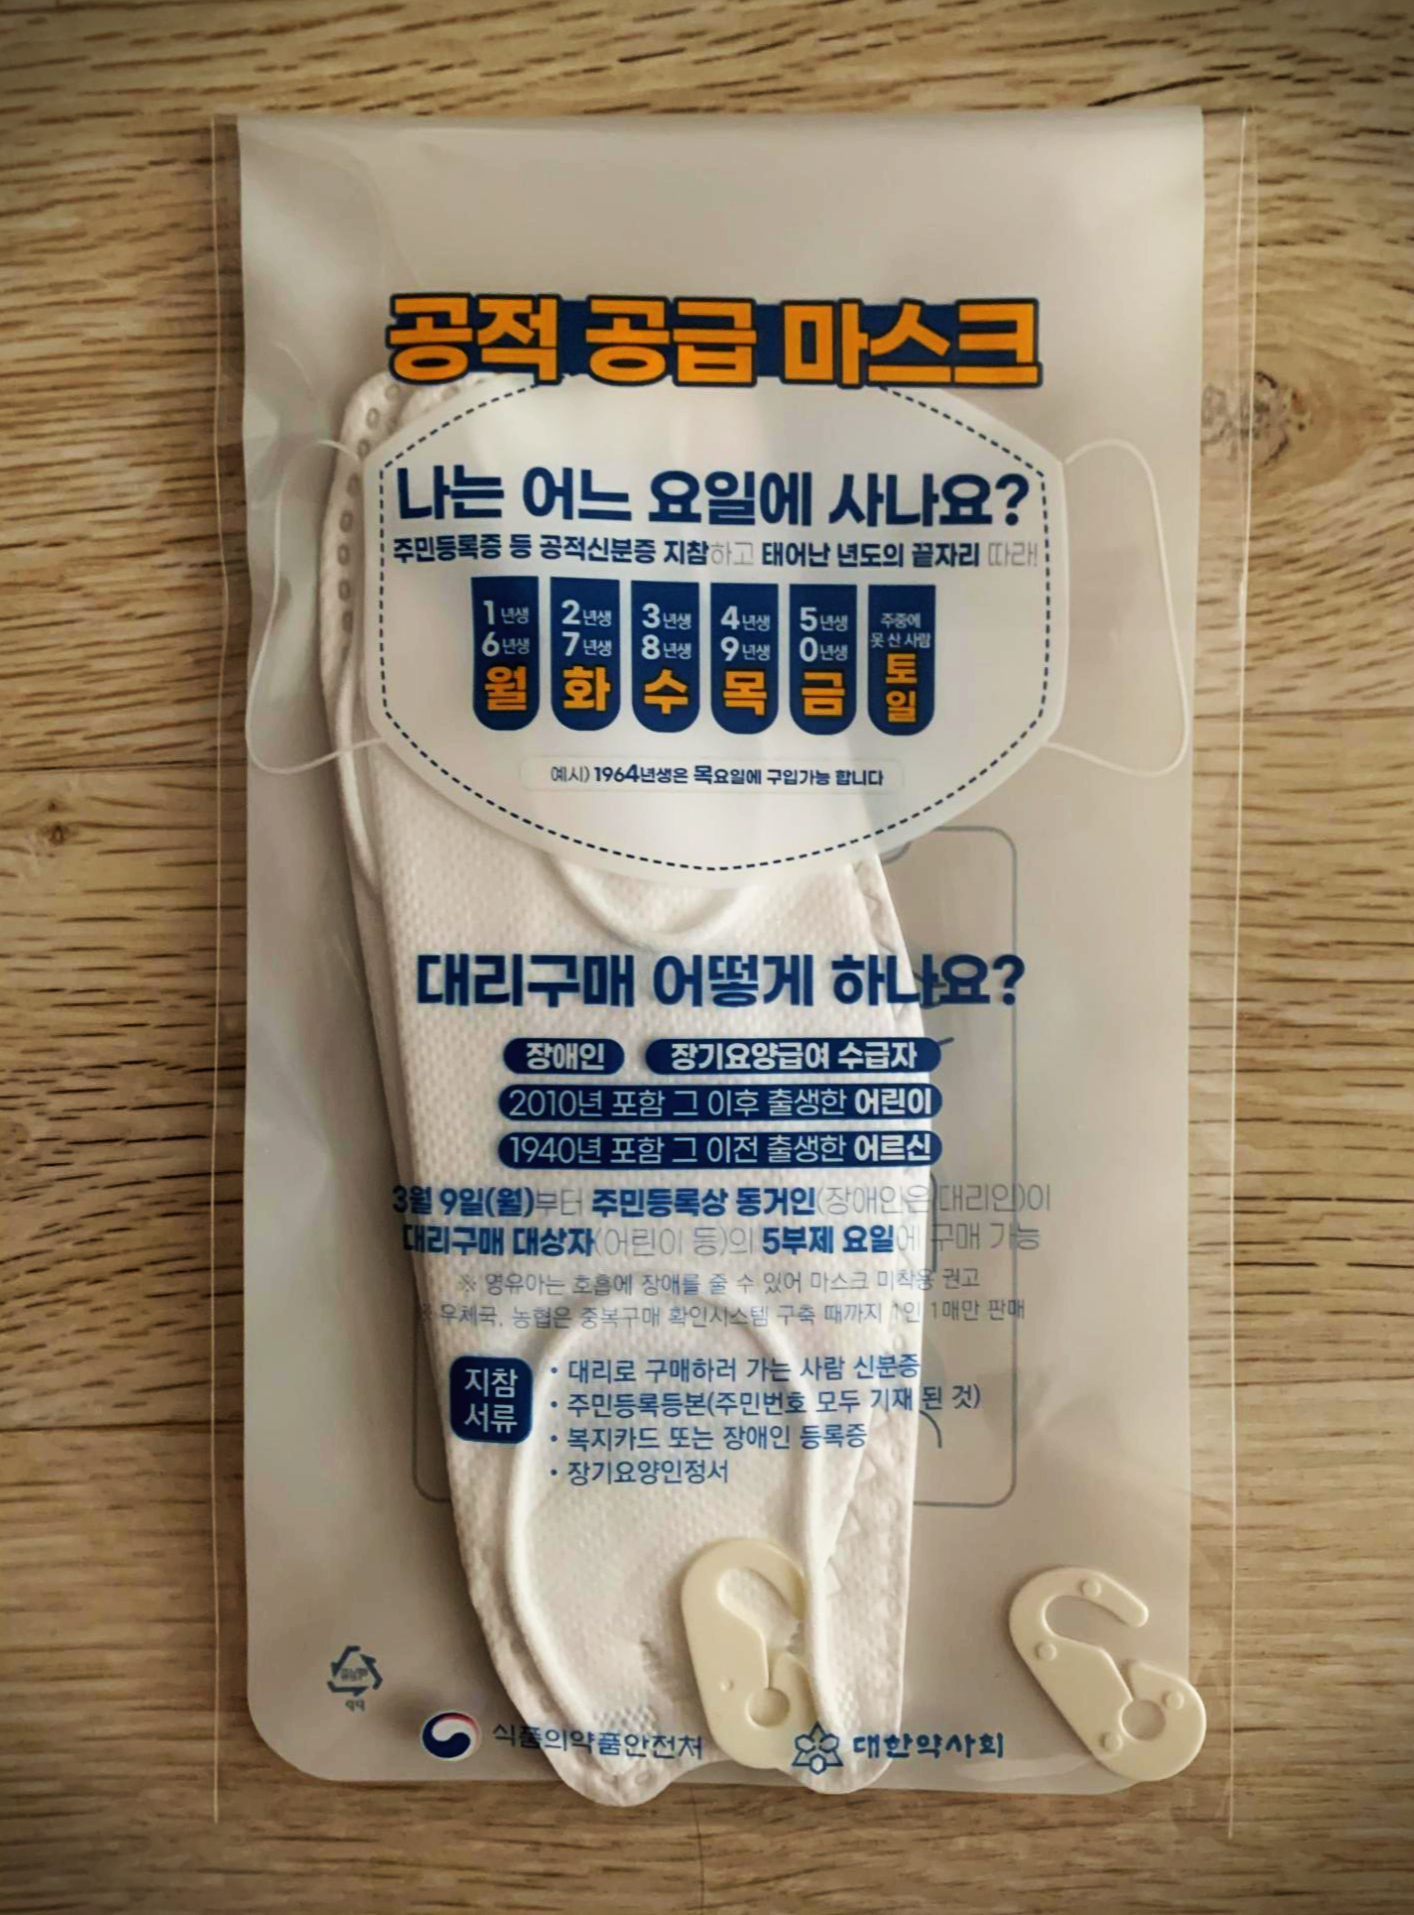 공적 공급 마스크
나는 어느 요일에 사나요?
주민등록증 등 공적신분증 지참하고 태어난 년도의 끝자리 따라!
1년생 2년생 3년생 4년생 5년생 주중에
6년생 7년생 8년생 9년생 0년생 못 산 사람
월 화 수 목 금 토
일
예시) 1964년생은 목요일에 구입가능 합니다
대리구매 어떻게 하나요?
장애인 장기요양급여 수급자
2010년 포함 그 이후 출생한 어린이
1940년 포함 그 이전 출생한 어르신
3월 9일(월)부터 주민등록상 동거인(장애인은 대리인)이
대리구매 대상자(어린이 등)의 5부제 요일에 구매 가능
※ 영유아는 호흡에 장애를 줄 수 있어 마스크 미착용 권고
※ 우체국, 농협은 중복구매 확인시스템 구축 때까지 1인 1매만 판매
지참
서류
• 대리로 구매하러 가는 사람 신분증
• 주민등록등본(주민번호 모두 기재 된 것)
• 복지카드 또는 장애인 등록증
• 장기요양인정서
식품의약품안전처 대한약사회